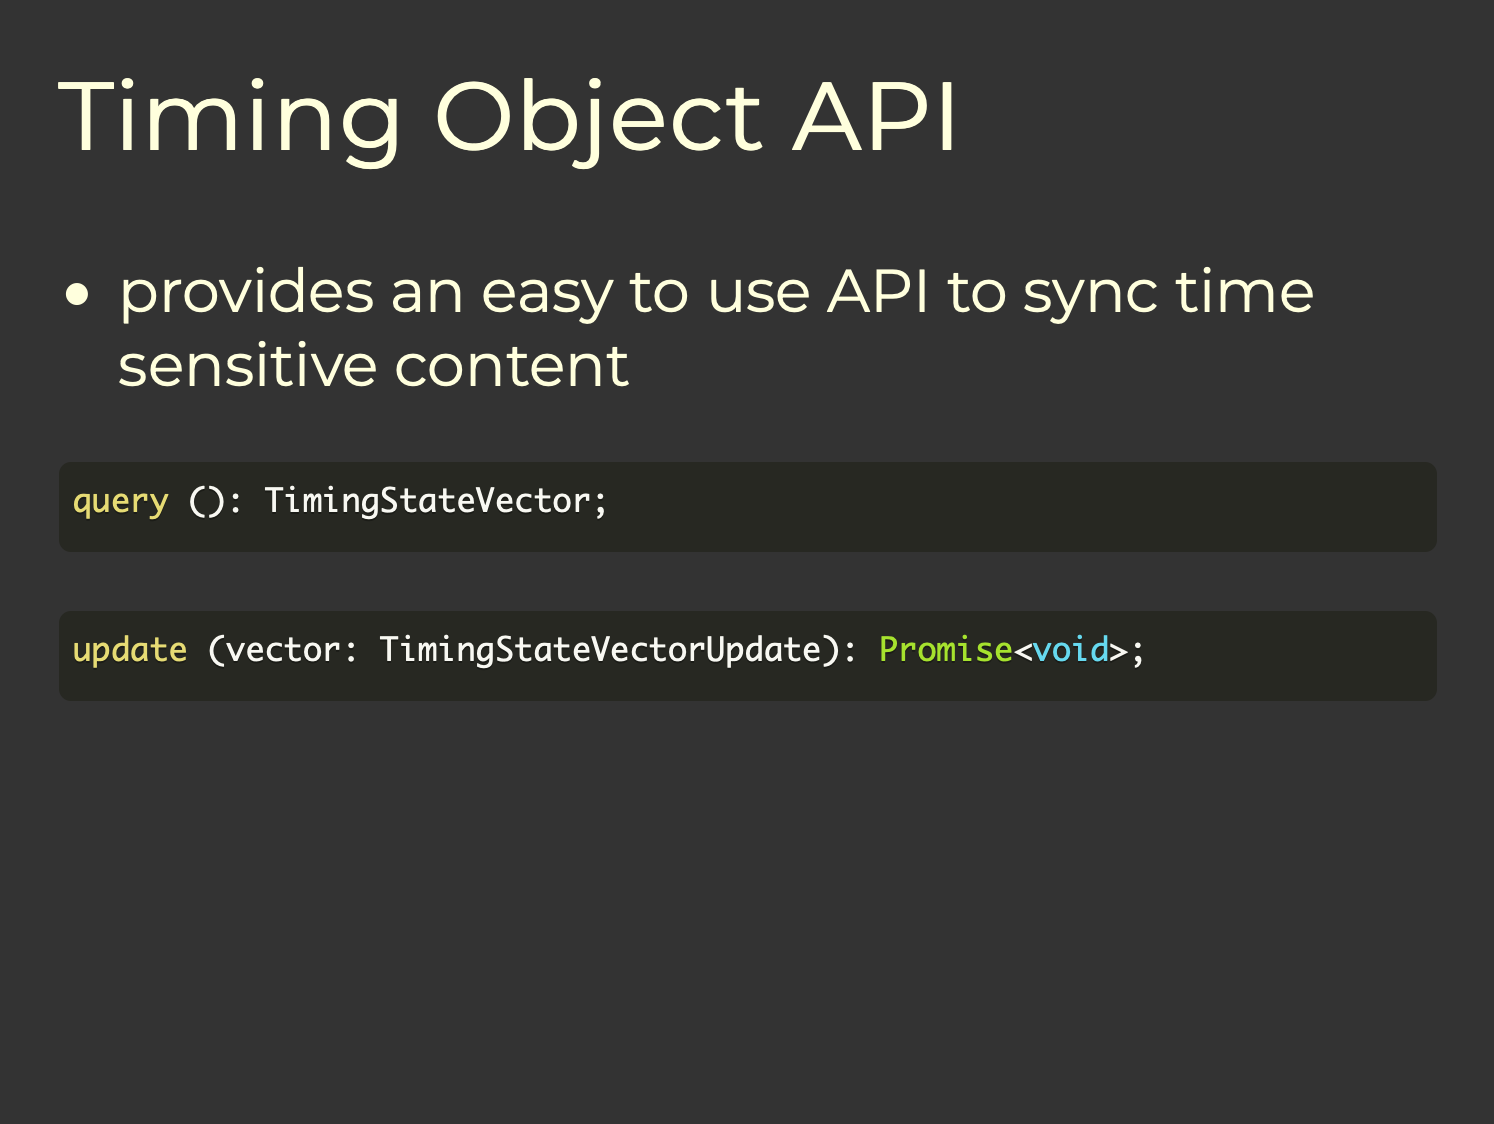 Timing Object API
• provides an easy to use API to sync time
sensitive content
query (): TimingStateVector;
update (vector: TimingStateVectorUpdate): Promise<void>;